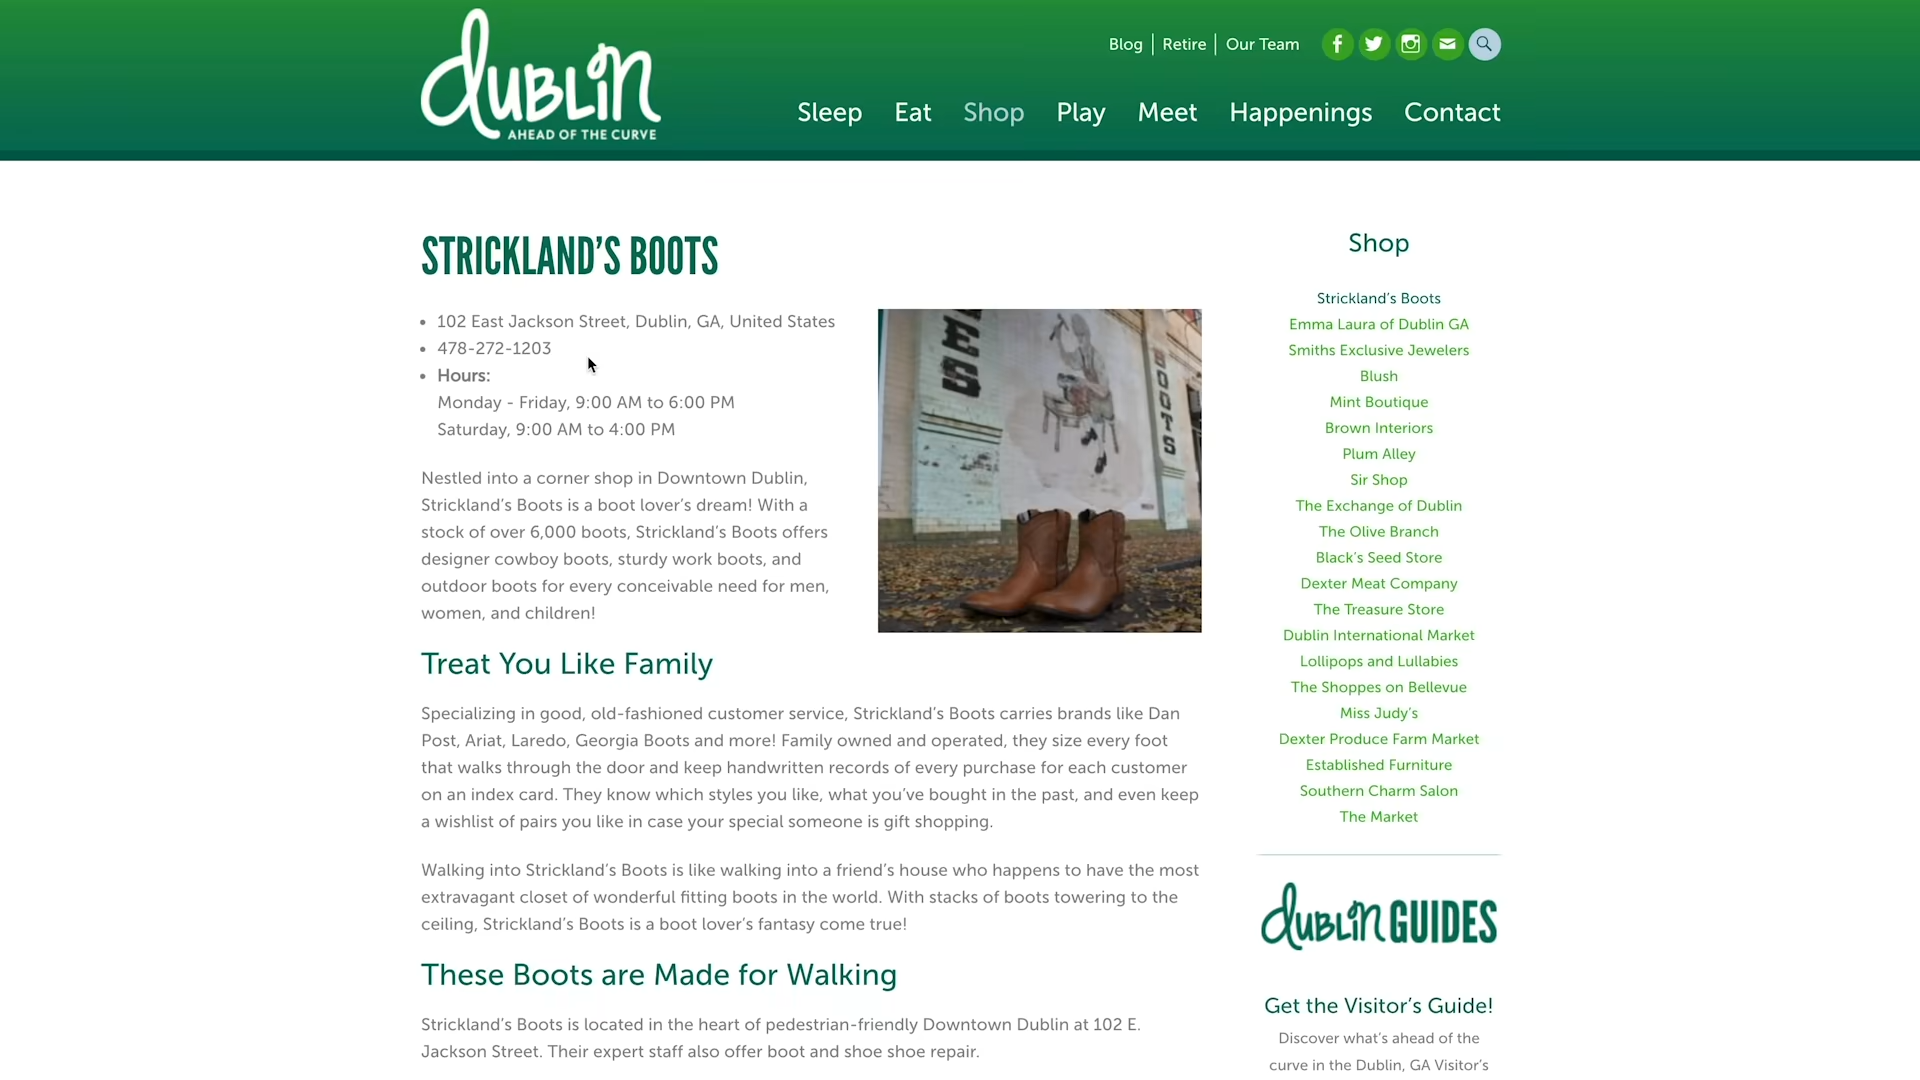 dublin
AHEAD OF THE CURVE
Blog
Retire
Our Team
Sleep
Eat
Shop
Play
Meet
Happenings
Contact
STRICKLAND’S BOOTS
• 102 East Jackson Street, Dublin, GA, United States
• 478-272-1203
• Hours:
Monday - Friday, 9:00 AM to 6:00 PM
Saturday, 9:00 AM to 4:00 PM
Nestled into a corner shop in Downtown Dublin,
Strickland’s Boots is a boot lover’s dream! With a
stock of over 6,000 boots, Strickland’s Boots offers
designer cowboy boots, sturdy work boots, and
outdoor boots for every conceivable need for men,
women, and children!
ES
BOOTS
Treat You Like Family
Specializing in good, old-fashioned customer service, Strickland’s Boots carries brands like Dan
Post, Ariat, Laredo, Georgia Boots and more! Family owned and operated, they size every foot
that walks through the door and keep handwritten records of every purchase for each customer
on an index card. They know which styles you like, what you’ve bought in the past, and even keep
a wishlist of pairs you like in case your special someone is gift shopping.
Walking into Strickland’s Boots is like walking into a friend’s house who happens to have the most
extravagant closet of wonderful fitting boots in the world. With stacks of boots towering to the
ceiling, Strickland’s Boots is a boot lover’s fantasy come true!
These Boots are Made for Walking
Strickland’s Boots is located in the heart of pedestrian-friendly Downtown Dublin at 102 E.
Jackson Street. Their expert staff also offer boot and shoe shoe repair.
Shop
Strickland’s Boots
Emma Laura of Dublin GA
Smiths Exclusive Jewelers
Blush
Mint Boutique
Brown Interiors
Plum Alley
Sir Shop
The Exchange of Dublin
The Olive Branch
Black’s Seed Store
Dexter Meat Company
The Treasure Store
Dublin International Market
Lollipops and Lullabies
The Shoppes on Bellevue
Miss Judy’s
Dexter Produce Farm Market
Established Furniture
Southern Charm Salon
The Market
dublin GUIDES
Get the Visitor’s Guide!
Discover what’s ahead of the
curve in the Dublin, GA Visitor’s